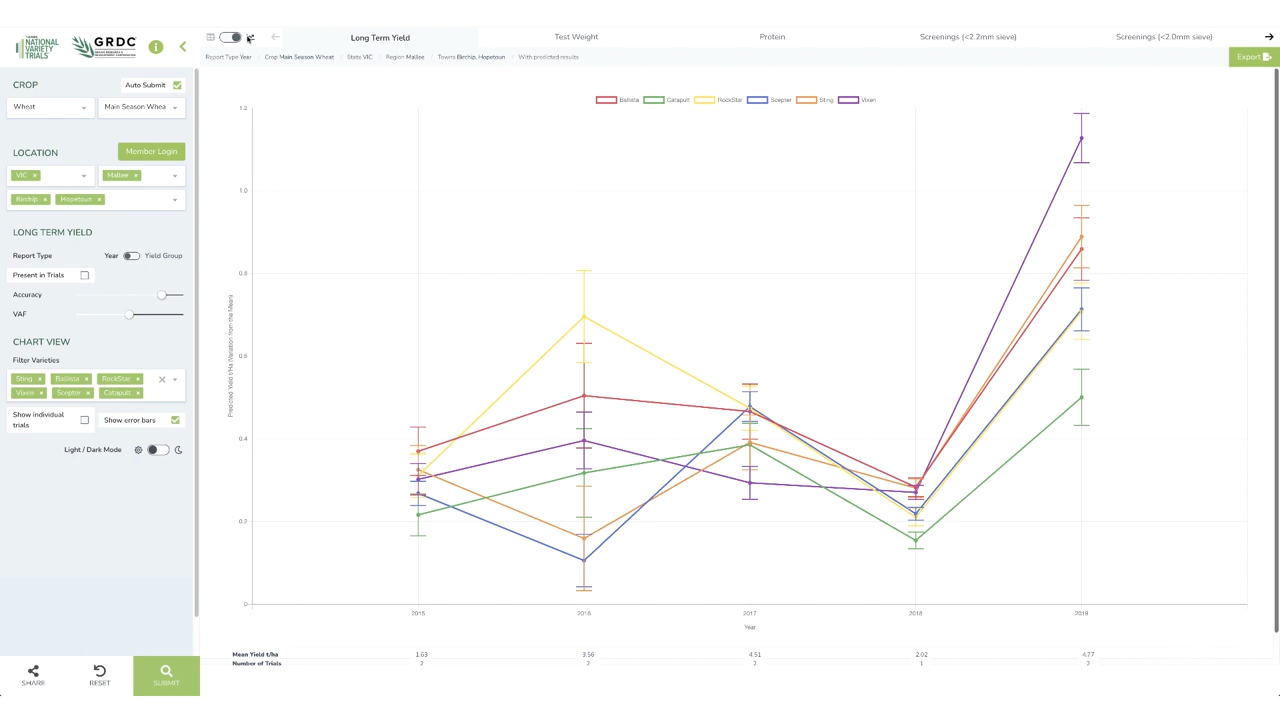 NATIONAL
VARIETY
TRIALS
GRDC
Long Term Yield
Test Weight
Protein
Screenings (<2.2mm sieve)
Screenings (<2.0mm sieve)
Report Type Year / Crop Main Season Wheat / State VIC / Region Mallee / Towns Birchip, Hopetoun / With predicted results
Export
CROP
Auto Submit
Wheat
Main Season Whea
LOCATION
Member Login
VIC ×
Mallee ×
Birchip ×
Hopetoun ×
LONG TERM YIELD
Report Type
Year
Yield Group
Present in Trials
Accuracy
VAF
CHART VIEW
Filter Varieties
Sting × Ballista × RockStar ×
Vixen × Scepter × Catapult ×
Show individual
trials
Show error bars
Light / Dark Mode
SHARE
RESET
SUBMIT
Ballista Catapult RockStar Scepter Sting Vixen
1.2
1.0
0.8
0.6
0.4
0.2
0
Predicted Yield t/Ha (Variation from the Mean)
2015 2016 2017 2018 2019
Year
Mean Yield t/ha 1.63 3.56 4.51 2.02 4.77
Number of Trials 2 2 2 1 2